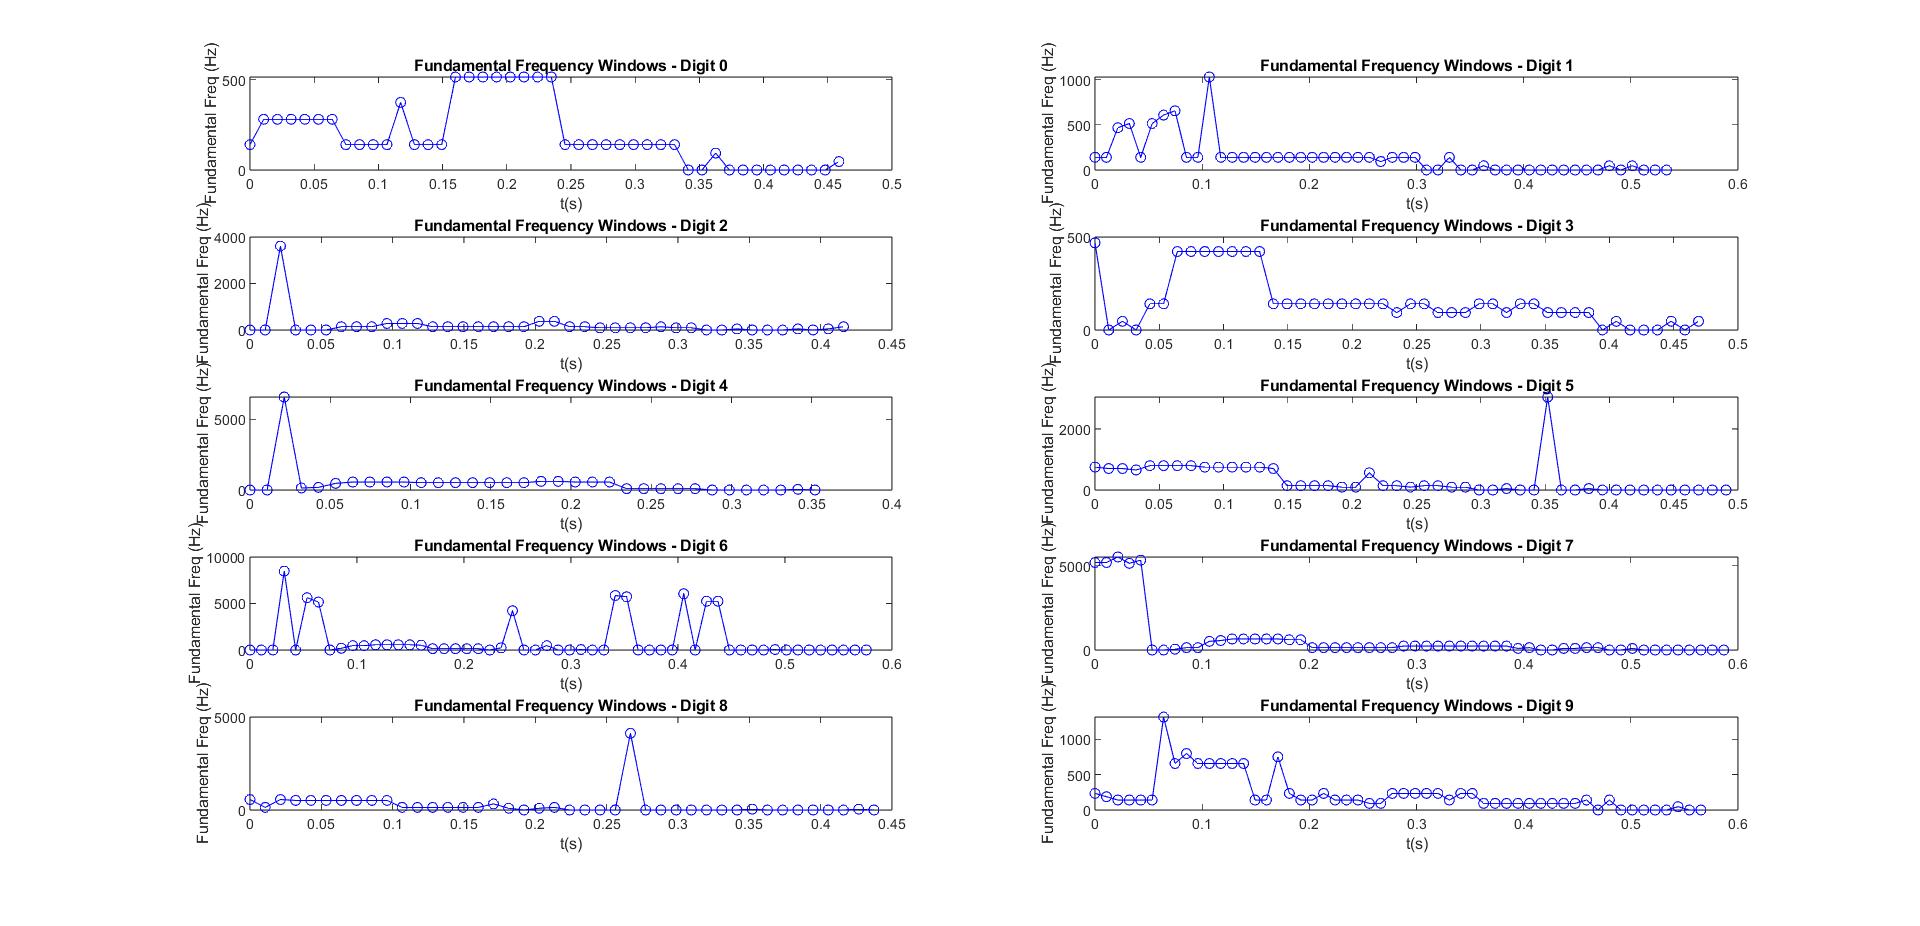 Fundamental Frequency Windows - Digit 0
Fundamental Freq (Hz)
500
0
0 0.05 0.1 0.15 0.2 0.25 0.3 0.35 0.4 0.45 0.5
t(s)
Fundamental Frequency Windows - Digit 1
Fundamental Freq (Hz)
1000
500
0
0 0.1 0.2 0.3 0.4 0.5 0.6
t(s)
Fundamental Frequency Windows - Digit 2
Fundamental Freq (Hz)
4000
2000
0
0 0.05 0.1 0.15 0.2 0.25 0.3 0.35 0.4 0.45
t(s)
Fundamental Frequency Windows - Digit 3
Fundamental Freq (Hz)
500
0
0 0.05 0.1 0.15 0.2 0.25 0.3 0.35 0.4 0.45 0.5
t(s)
Fundamental Frequency Windows - Digit 4
Fundamental Freq (Hz)
5000
0
0 0.05 0.1 0.15 0.2 0.25 0.3 0.35 0.4
t(s)
Fundamental Frequency Windows - Digit 5
Fundamental Freq (Hz)
2000
0
0 0.05 0.1 0.15 0.2 0.25 0.3 0.35 0.4 0.45 0.5
t(s)
Fundamental Frequency Windows - Digit 6
Fundamental Freq (Hz)
10000
5000
0
0 0.1 0.2 0.3 0.4 0.5 0.6
t(s)
Fundamental Frequency Windows - Digit 7
Fundamental Freq (Hz)
5000
0
0 0.1 0.2 0.3 0.4 0.5 0.6
t(s)
Fundamental Frequency Windows - Digit 8
Fundamental Freq (Hz)
5000
0
0 0.05 0.1 0.15 0.2 0.25 0.3 0.35 0.4 0.45
t(s)
Fundamental Frequency Windows - Digit 9
Fundamental Freq (Hz)
1000
500
0
0 0.1 0.2 0.3 0.4 0.5 0.6
t(s)